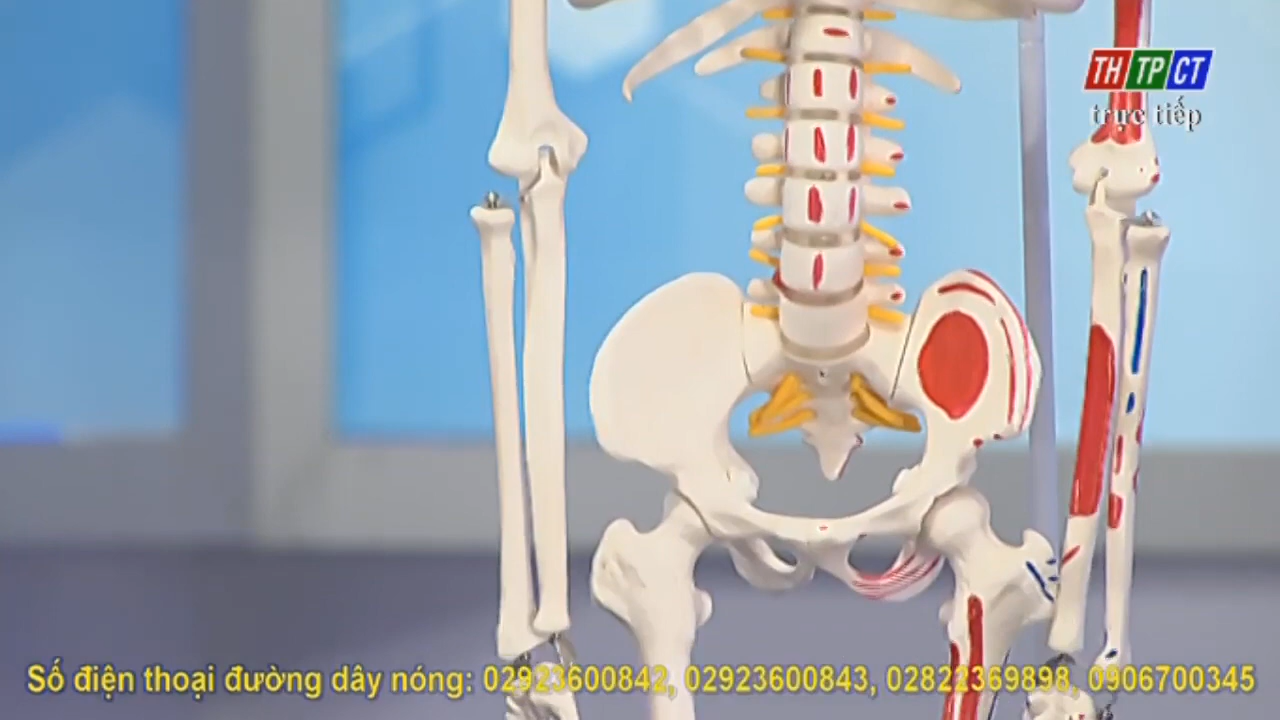 THTPCT
trực tiếp
Số điện thoại đường dây nóng: 02923600842, 02923600843, 02822369898, 0906700345